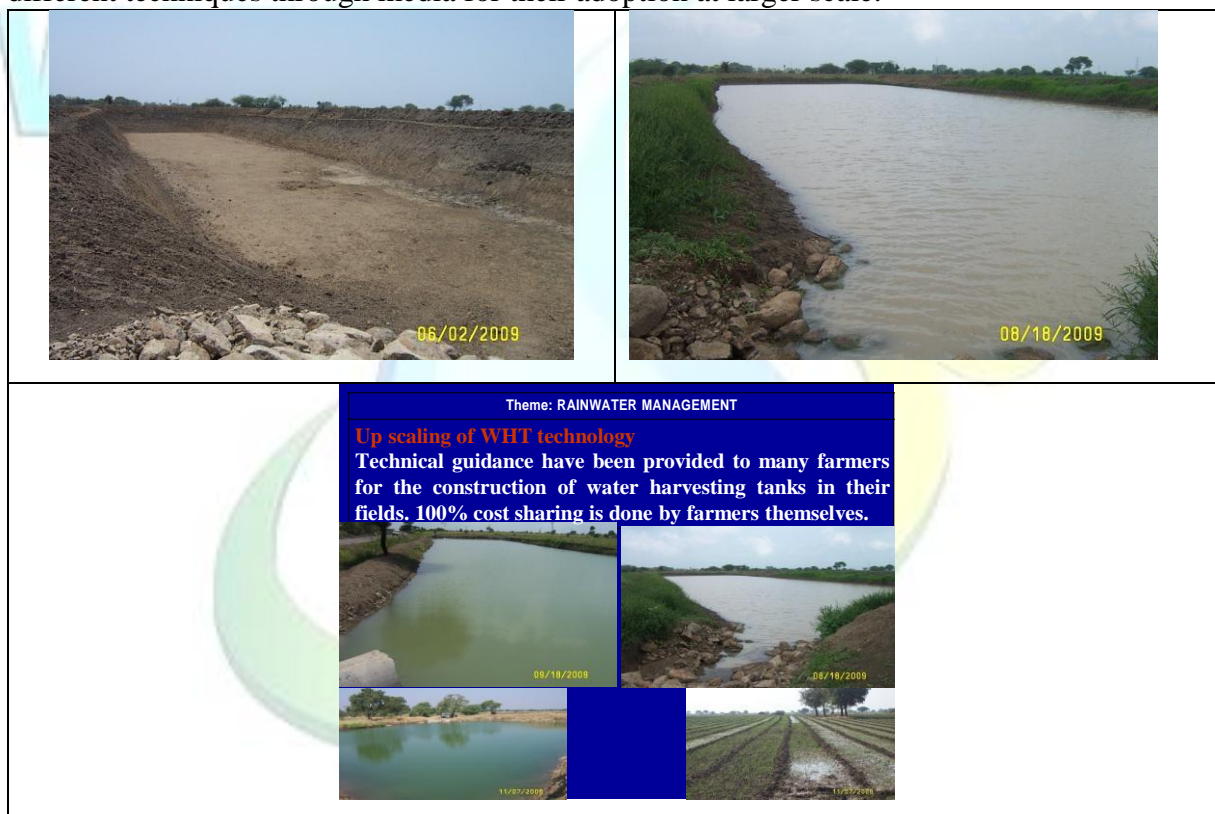 different techniques through media for their adoption at larger scale.
06/02/2009
08/18/2009
Theme: RAINWATER MANAGEMENT
Up scaling of WHT technology
Technical guidance have been provided to many farmers
for the construction of water harvesting tanks in their
fields. 100% cost sharing is done by farmers themselves.
09/18/2009
08/18/2009